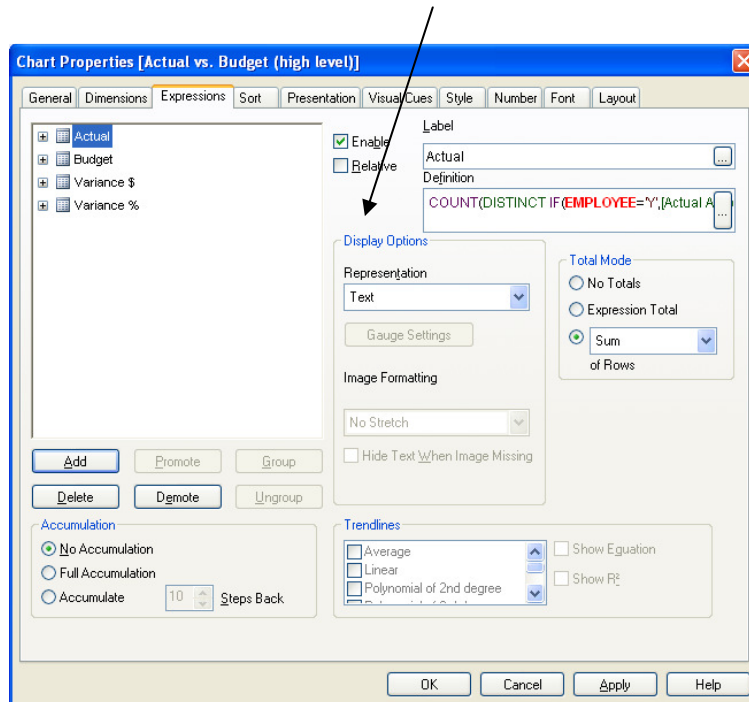 Chart Properties [Actual vs. Budget (high level)]
General Dimensions Expressions Sort Presentation Visual Cues Style Number Font Layout
Actual
Budget
Variance $
Variance %
Enable
Relative
Label
Actual
...
Definition
COUNT(DISTINCT IF(EMPLOYEE='Y',[Actual A
...
Display Options
Representation
Text
Gauge Settings
Image Formatting
No Stretch
Hide Text When Image Missing
Total Mode
No Totals
Expression Total
Sum
of Rows
Add Promote Group
Delete Demote Ungroup
Accumulation
No Accumulation
Full Accumulation
Accumulate 10 Steps Back
Trendlines
Average
Linear
Polynomial of 2nd degree
Show Equation
Show R²
OK Cancel Apply Help